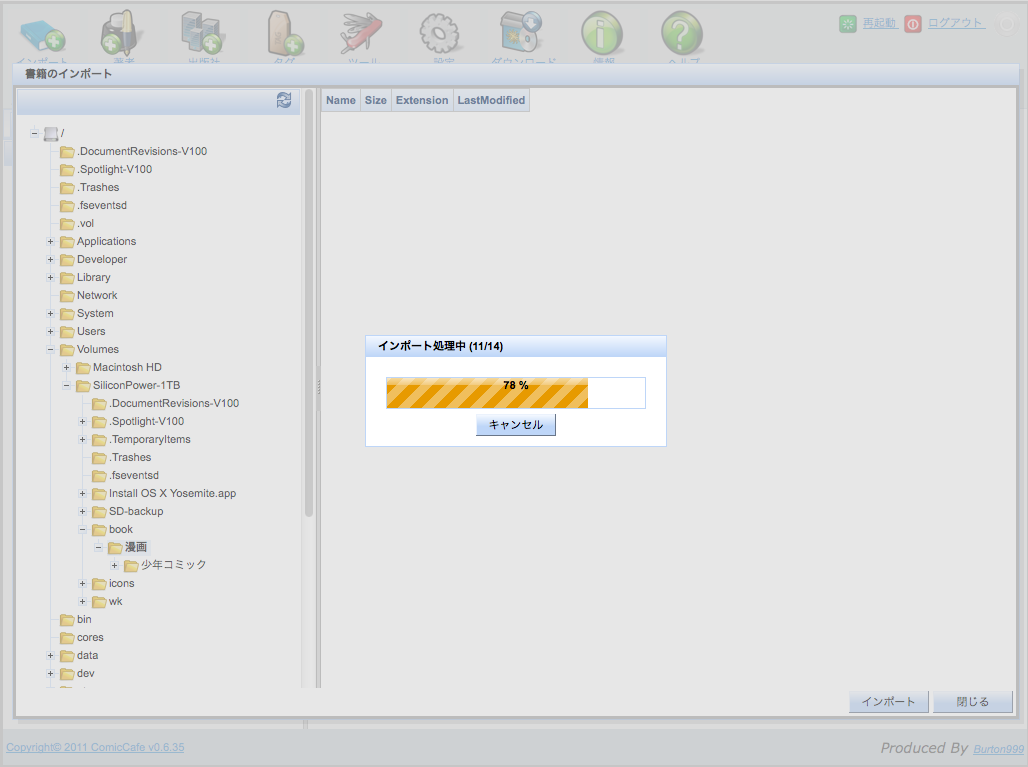 再起動 ログアウト
インポート 著者 出版社 タグ ツール 設定 ダウンロード 情報 ヘルプ
書籍のインポート
Name Size Extension LastModified
/
.DocumentRevisions-V100
.Spotlight-V100
.Trashes
.fseventsd
.vol
Applications
Developer
Library
Network
System
Users
Volumes
Macintosh HD
SiliconPower-1TB
.DocumentRevisions-V100
.Spotlight-V100
.TemporaryItems
.Trashes
.fseventsd
Install OS X Yosemite.app
SD-backup
book
漫画
少年コミック
icons
wk
bin
cores
data
dev
インポート処理中 (11/14)
78 %
キャンセル
インポート 閉じる
Copyright© 2011 ComicCafe v0.6.35
Produced By Burton999